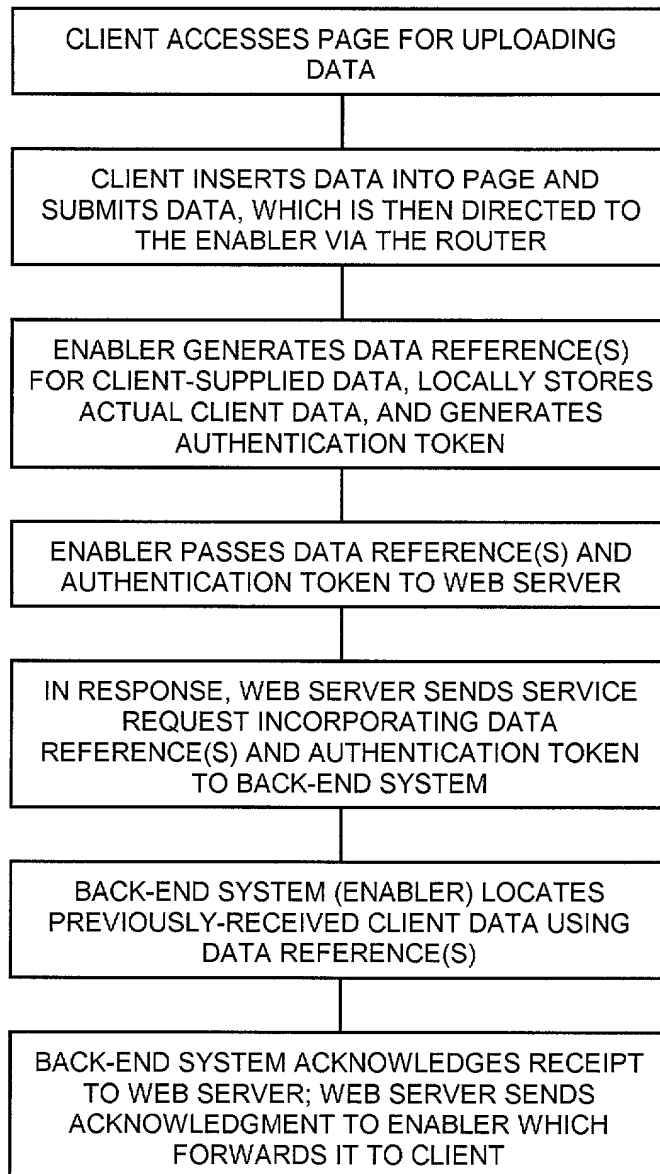 CLIENT ACCESSES PAGE FOR UPLOADING
DATA
CLIENT INSERTS DATA INTO PAGE AND
SUBMITS DATA, WHICH IS THEN DIRECTED TO
THE ENABLER VIA THE ROUTER
ENABLER GENERATES DATA REFERENCE(S)
FOR CLIENT-SUPPLIED DATA, LOCALLY STORES
ACTUAL CLIENT DATA, AND GENERATES
AUTHENTICATION TOKEN
ENABLER PASSES DATA REFERENCE(S) AND
AUTHENTICATION TOKEN TO WEB SERVER
IN RESPONSE, WEB SERVER SENDS SERVICE
REQUEST INCORPORATING DATA
REFERENCE(S) AND AUTHENTICATION TOKEN
TO BACK-END SYSTEM
BACK-END SYSTEM (ENABLER) LOCATES
PREVIOUSLY-RECEIVED CLIENT DATA USING
DATA REFERENCE(S)
BACK-END SYSTEM ACKNOWLEDGES RECEIPT
TO WEB SERVER; WEB SERVER SENDS
ACKNOWLEDGMENT TO ENABLER WHICH
FORWARDS IT TO CLIENT